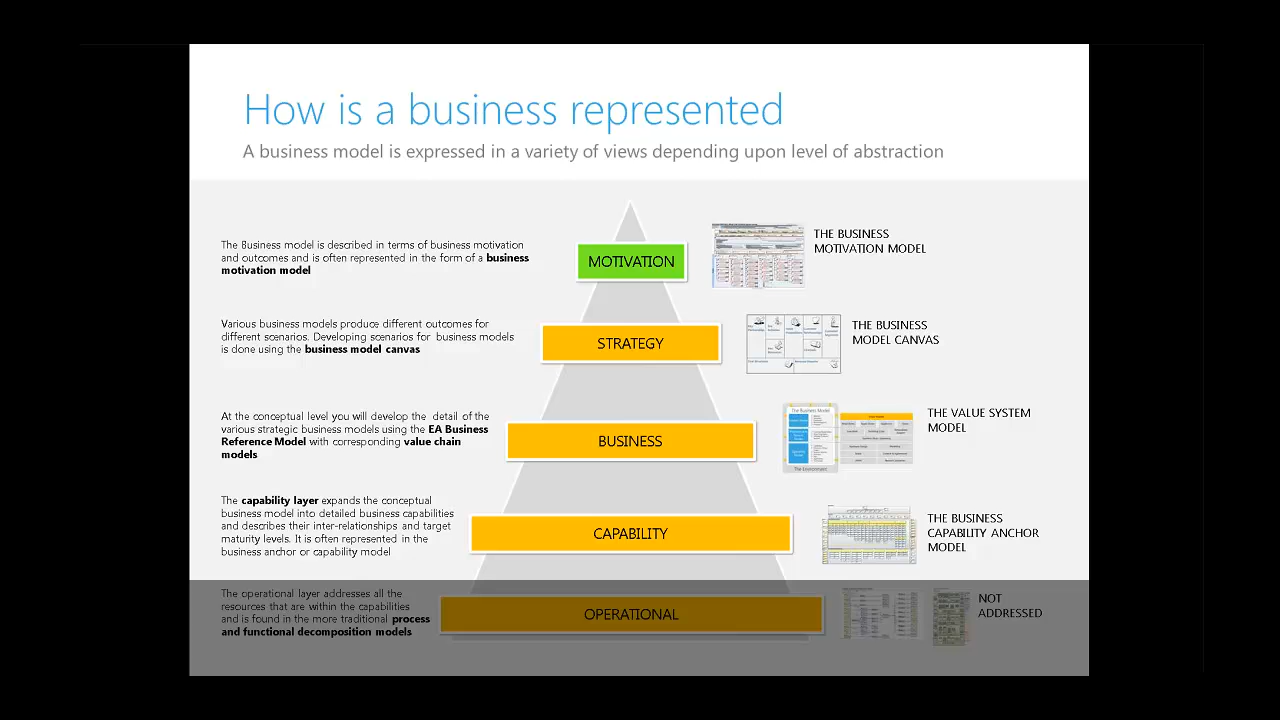 How is a business represented
A business model is expressed in a variety of views depending upon level of abstraction
The Business intent is described in terms of business motivation
and outcomes and is often represented in the form of a business
motivation model
MOTIVATION
THE BUSINESS
MOTIVATION MODEL
Various business models produce different outcomes for
different scenarios. Developing scenarios for business models
is done using the business model canvas
STRATEGY
THE BUSINESS
MODEL CANVAS
At the conceptual level you will develop the detail of the
various strategic business models using the EA Business
Reference Model with corresponding value chain
models
BUSINESS
The Business Model
The Environment
THE VALUE SYSTEM
MODEL
The capability layer expands the conceptual
business model into detailed business capabilities
and describes their inter-relationships and target
maturity levels. It is often represented in the
business anchor or capability model
CAPABILITY
THE BUSINESS
CAPABILITY ANCHOR
MODEL
The operational layer addresses all the
resources that are within the capabilities
and is found in the more traditional process
and functional decomposition models
OPERATIONAL
NOT
ADDRESSED